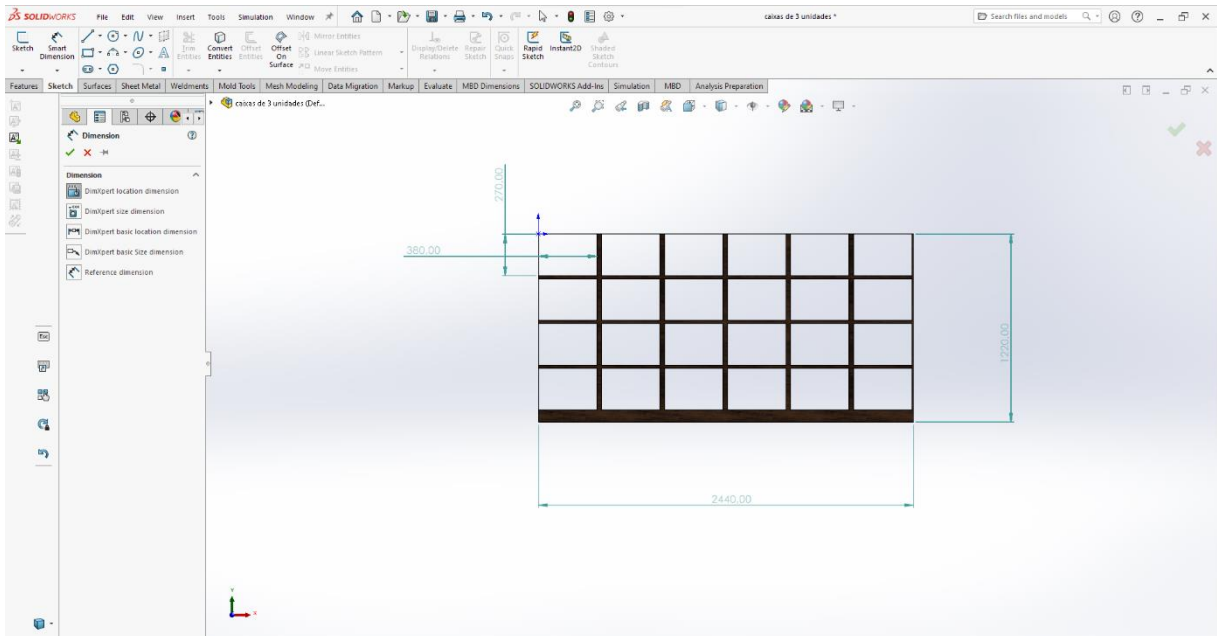 SOLIDWORKS File Edit View Insert Tools Simulation Window
caixas de 3 unidades *
Search files and models
Sketch
Smart Dimension
Trim Entities
Convert Entities
Offset Entities
Offset On Surface
Mirror Entities
Linear Sketch Pattern
Move Entities
Display/Delete Relations
Repair Sketch
Quick Snaps
Rapid Sketch
Instant2D
Shaded Sketch Contours
Features Sketch Surfaces Sheet Metal Weldments Mold Tools Mesh Modeling Data Migration Markup Evaluate MBD Dimensions SOLIDWORKS Add-Ins Simulation MBD Analysis Preparation
caixas de 3 unidades (Def...
Dimension
Dimension
DimXpert location dimension
DimXpert size dimension
DimXpert basic location dimension
DimXpert basic Size dimension
Reference dimension
Esc
270.00
380.00
1220.00
2440.00
Y
X